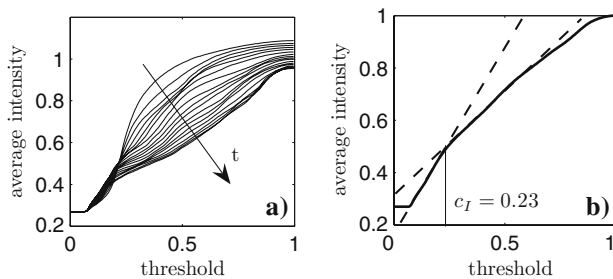 average intensity
1
0.8
0.6
0.4
0.2
0
0.5
1
threshold
t
a)
average intensity
1
0.8
0.6
0.4
0.2
0
0.5
1
threshold
c_I = 0.23
b)